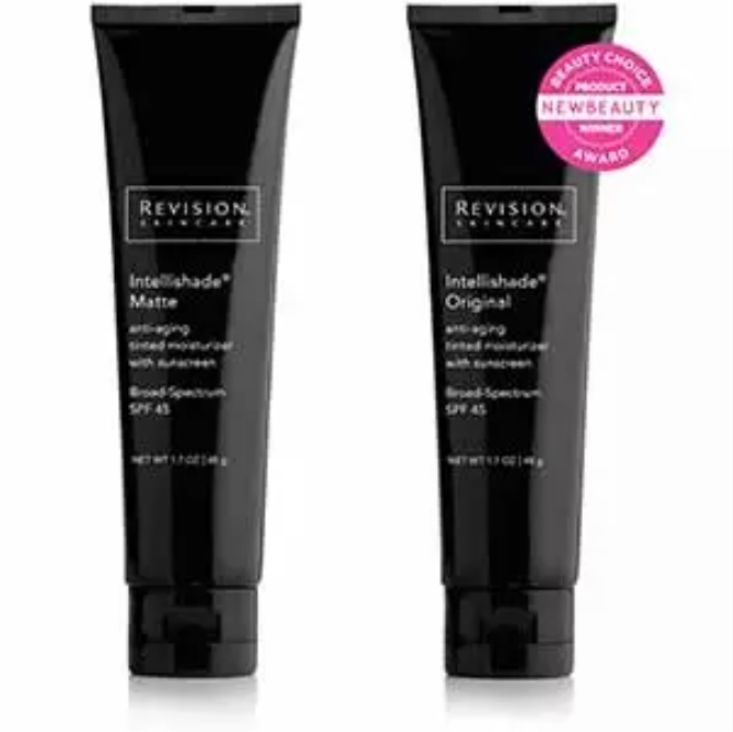 REVISION.
SKINCARE
Intellishade®
Matte
anti-aging
tinted moisturizer
with sunscreen
Broad-Spectrum
SPF 45
NET WT 1.7 OZ | 48 g
BEAUTY CHOICE
PRODUCT
NEWBEAUTY
WINNER
AWARD
REVISION.
SKINCARE
Intellishade®
Original
anti-aging
tinted moisturizer
with sunscreen
Broad-Spectrum
SPF 45
NET WT 1.7 OZ | 48 g